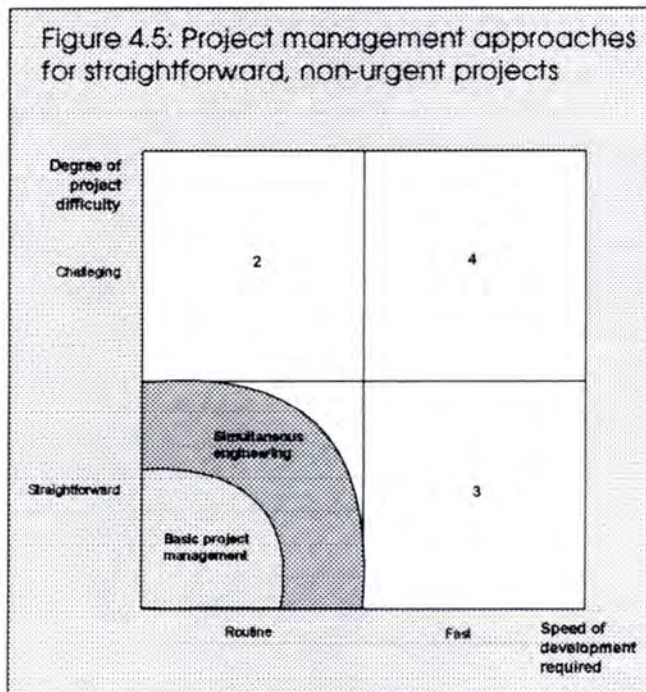 Figure 4.5: Project management approaches
for straightforward, non-urgent projects
Degree of
project
difficulty
Challeging
2
4
Simultaneous
engineering
Straightforward
3
Basic project
management
Routine
Fast
Speed of
development
required